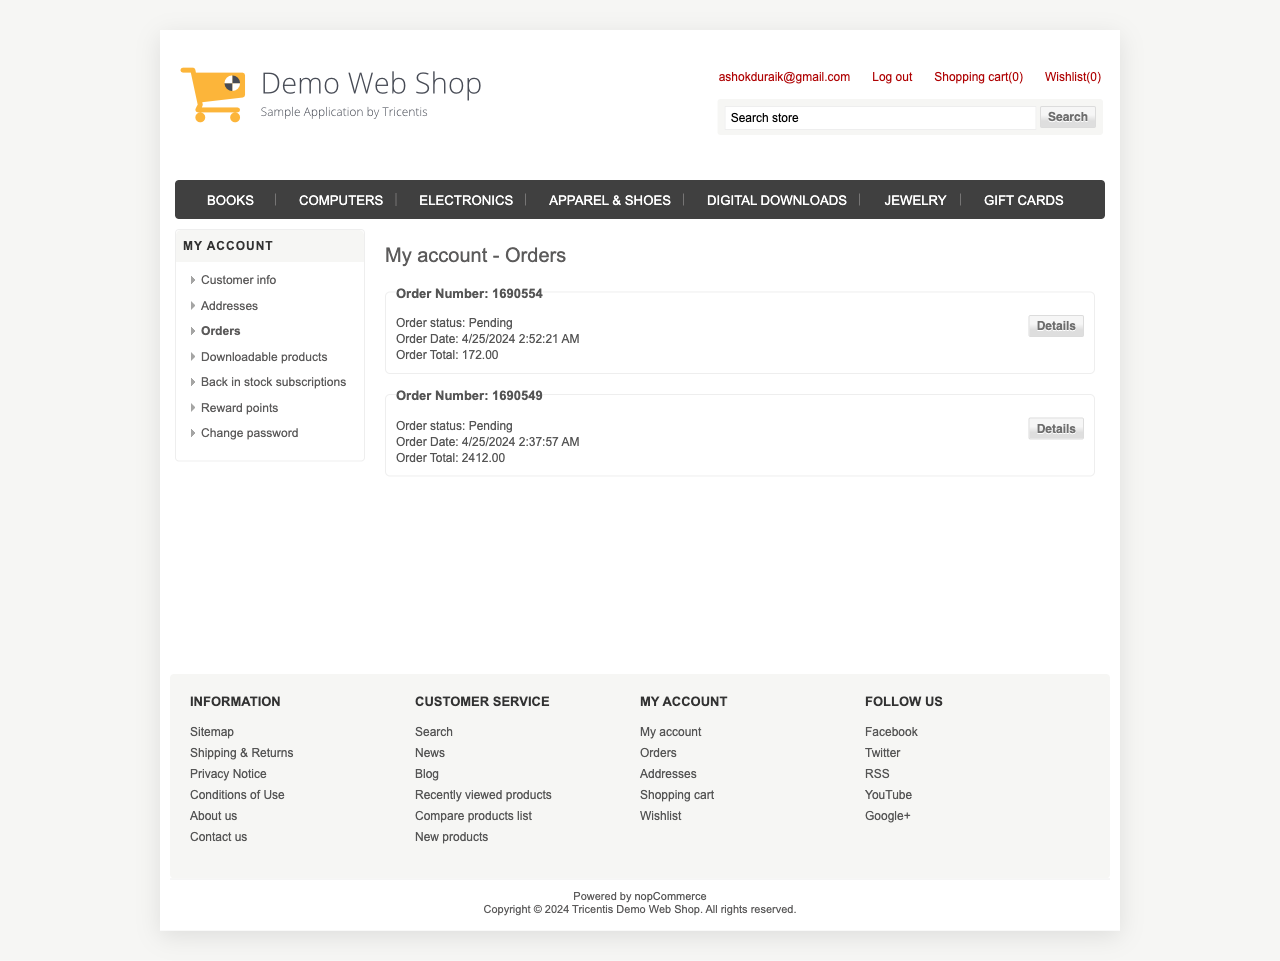 Demo Web Shop
Sample Application by Tricentis
ashokduraik@gmail.com Log out Shopping cart(0) Wishlist(0)
Search store Search
BOOKS COMPUTERS ELECTRONICS APPAREL & SHOES DIGITAL DOWNLOADS JEWELRY GIFT CARDS
MY ACCOUNT
Customer info
Addresses
Orders
Downloadable products
Back in stock subscriptions
Reward points
Change password
My account - Orders
Order Number: 1690554
Order status: Pending
Order Date: 4/25/2024 2:52:21 AM
Order Total: 172.00
Details
Order Number: 1690549
Order status: Pending
Order Date: 4/25/2024 2:37:57 AM
Order Total: 2412.00
Details
INFORMATION
Sitemap
Shipping & Returns
Privacy Notice
Conditions of Use
About us
Contact us
CUSTOMER SERVICE
Search
News
Blog
Recently viewed products
Compare products list
New products
MY ACCOUNT
My account
Orders
Addresses
Shopping cart
Wishlist
FOLLOW US
Facebook
Twitter
RSS
YouTube
Google+
Powered by nopCommerce
Copyright © 2024 Tricentis Demo Web Shop. All rights reserved.